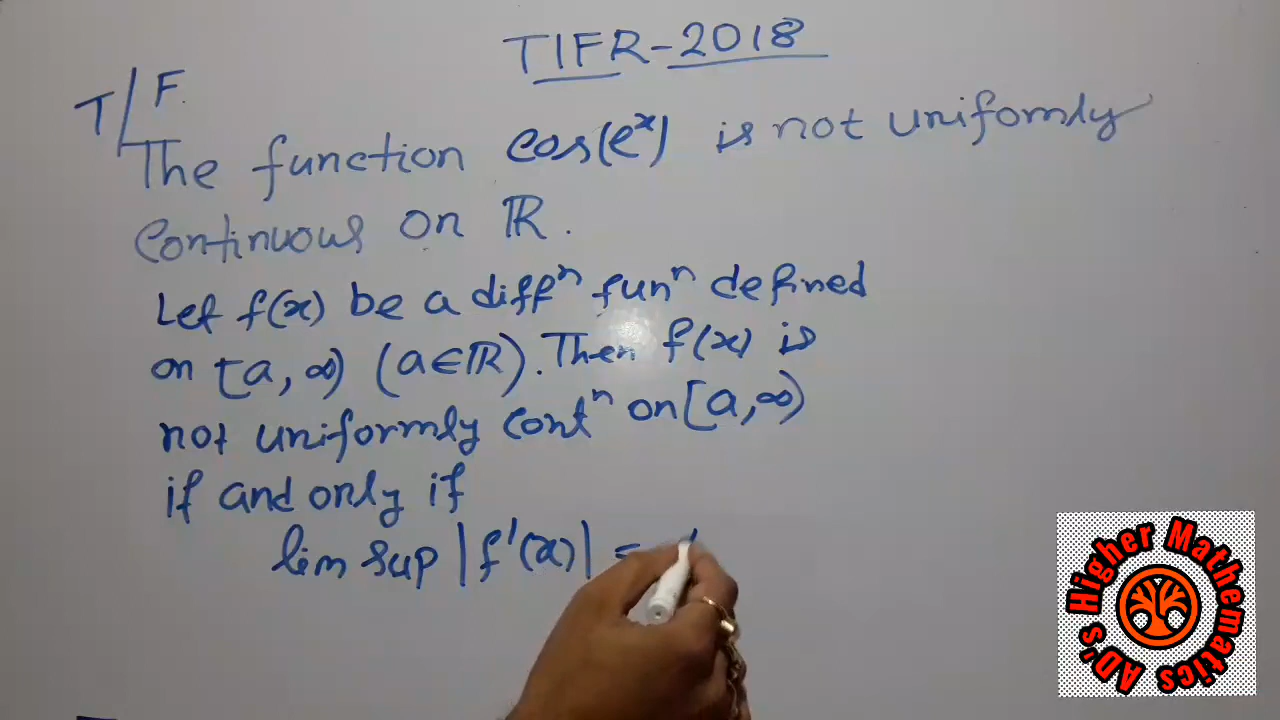 TIFR-2018
T/F
The function cos(e^x) is not uniformly
continuous on ℝ.
Let f(x) be a diffⁿ funⁿ defined
on [a, ∞) (a∈ℝ). Then f(x) is
not uniformly contⁿ on [a, ∞)
if and only if
lim sup |f'(x)| =
AD's Higher Mathematics